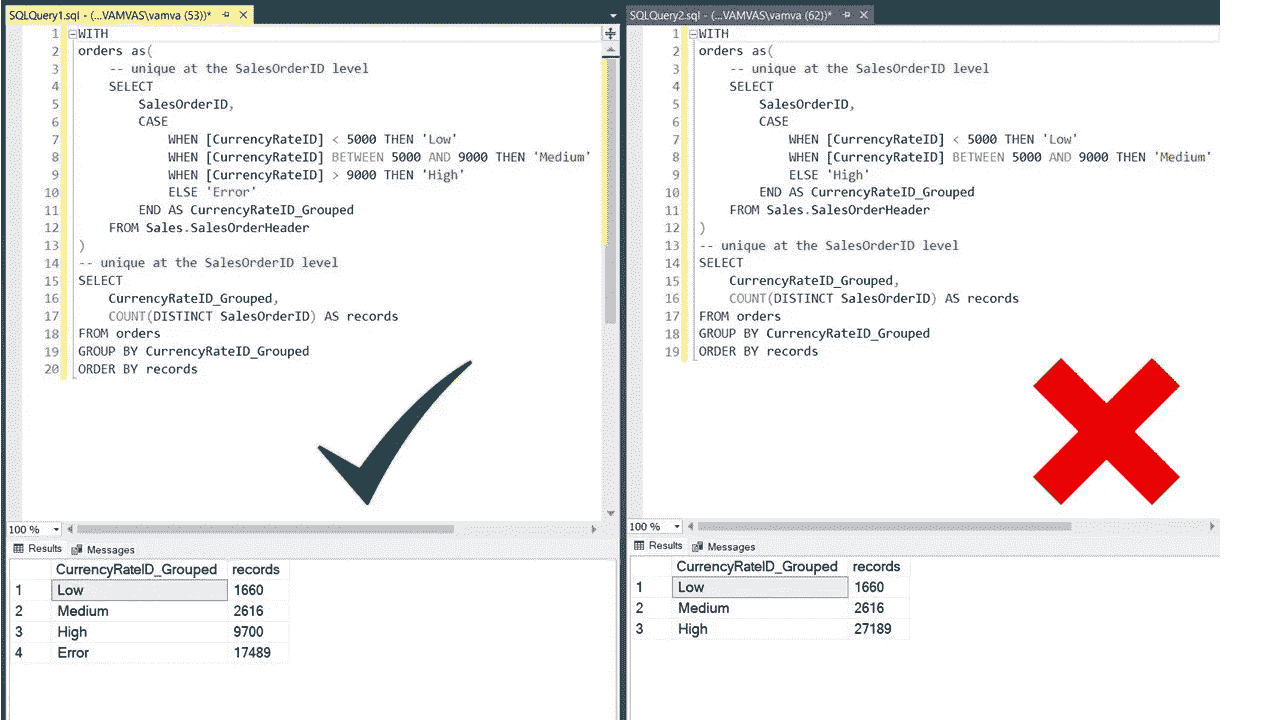 SQLQuery1.sql - (...VAMVAS\vamva (53))*
1 WITH
2 orders as(
3 -- unique at the SalesOrderID level
4 SELECT
5 SalesOrderID,
6 CASE
7 WHEN [CurrencyRateID] < 5000 THEN 'Low'
8 WHEN [CurrencyRateID] BETWEEN 5000 AND 9000 THEN 'Medium'
9 WHEN [CurrencyRateID] > 9000 THEN 'High'
10 ELSE 'Error'
11 END AS CurrencyRateID_Grouped
12 FROM Sales.SalesOrderHeader
13 )
14 -- unique at the SalesOrderID level
15 SELECT
16 CurrencyRateID_Grouped,
17 COUNT(DISTINCT SalesOrderID) AS records
18 FROM orders
19 GROUP BY CurrencyRateID_Grouped
20 ORDER BY records
100 %
Results Messages
CurrencyRateID_Grouped records
1 Low 1660
2 Medium 2616
3 High 9700
4 Error 17489
SQLQuery2.sql - (...VAMVAS\vamva (62))*
1 WITH
2 orders as(
3 -- unique at the SalesOrderID level
4 SELECT
5 SalesOrderID,
6 CASE
7 WHEN [CurrencyRateID] < 5000 THEN 'Low'
8 WHEN [CurrencyRateID] BETWEEN 5000 AND 9000 THEN 'Medium'
9 ELSE 'High'
10 END AS CurrencyRateID_Grouped
11 FROM Sales.SalesOrderHeader
12 )
13 -- unique at the SalesOrderID level
14 SELECT
15 CurrencyRateID_Grouped,
16 COUNT(DISTINCT SalesOrderID) AS records
17 FROM orders
18 GROUP BY CurrencyRateID_Grouped
19 ORDER BY records
100 %
Results Messages
CurrencyRateID_Grouped records
1 Low 1660
2 Medium 2616
3 High 27189